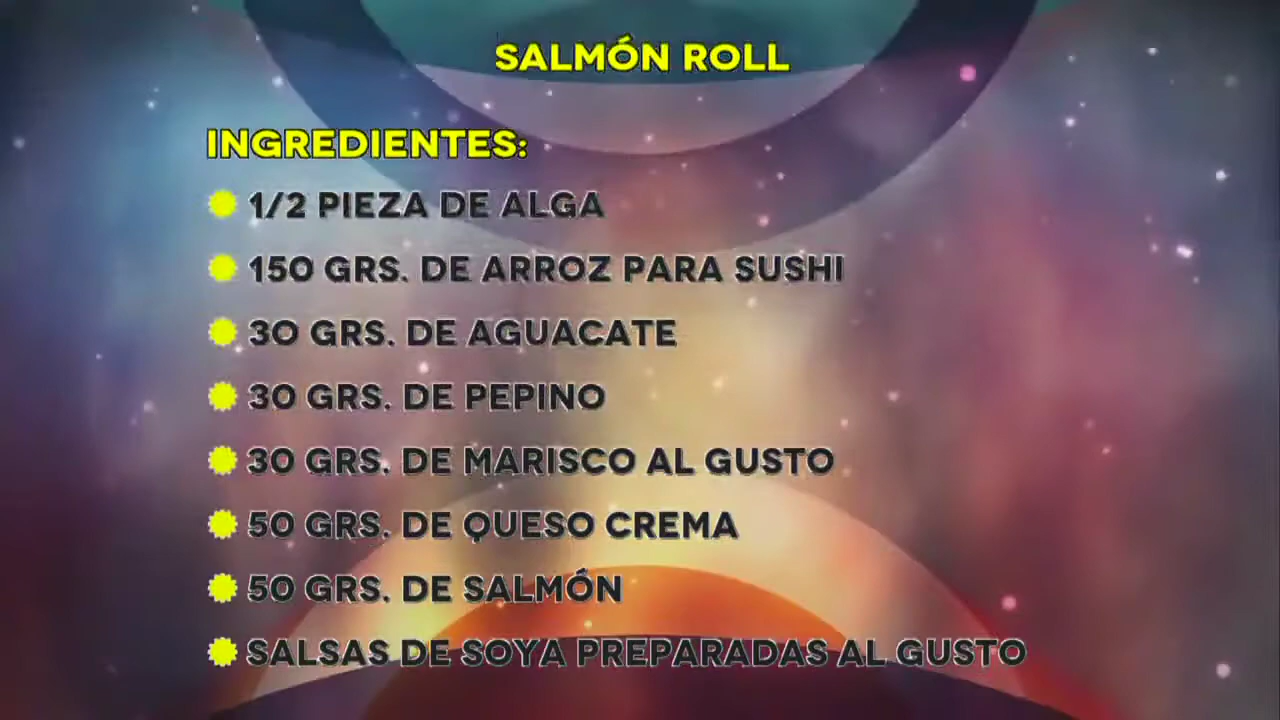 SALMÓN ROLL
INGREDIENTES:
1/2 PIEZA DE ALGA
150 GRS. DE ARROZ PARA SUSHI
30 GRS. DE AGUACATE
30 GRS. DE PEPINO
30 GRS. DE MARISCO AL GUSTO
50 GRS. DE QUESO CREMA
50 GRS. DE SALMÓN
SALSAS DE SOYA PREPARADAS AL GUSTO